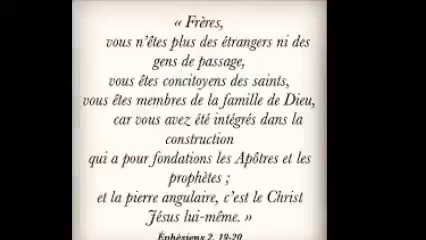 « Frères,
vous n’êtes plus des étrangers ni des
gens de passage,
vous êtes concitoyens des saints,
vous êtes membres de la famille de Dieu,
car vous avez été intégrés dans la
construction
qui a pour fondations les Apôtres et les
prophètes ;
et la pierre angulaire, c’est le Christ
Jésus lui-même. »
Éphésiens 2, 19-20